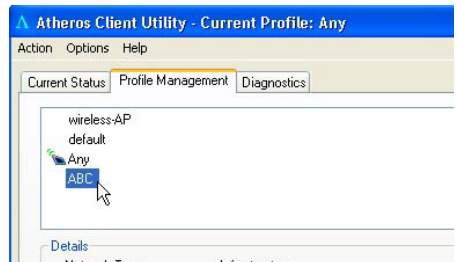 Atheros Client Utility - Current Profile: Any
Action Options Help
Current Status Profile Management Diagnostics
wireless-AP
default
Any
ABC
Details